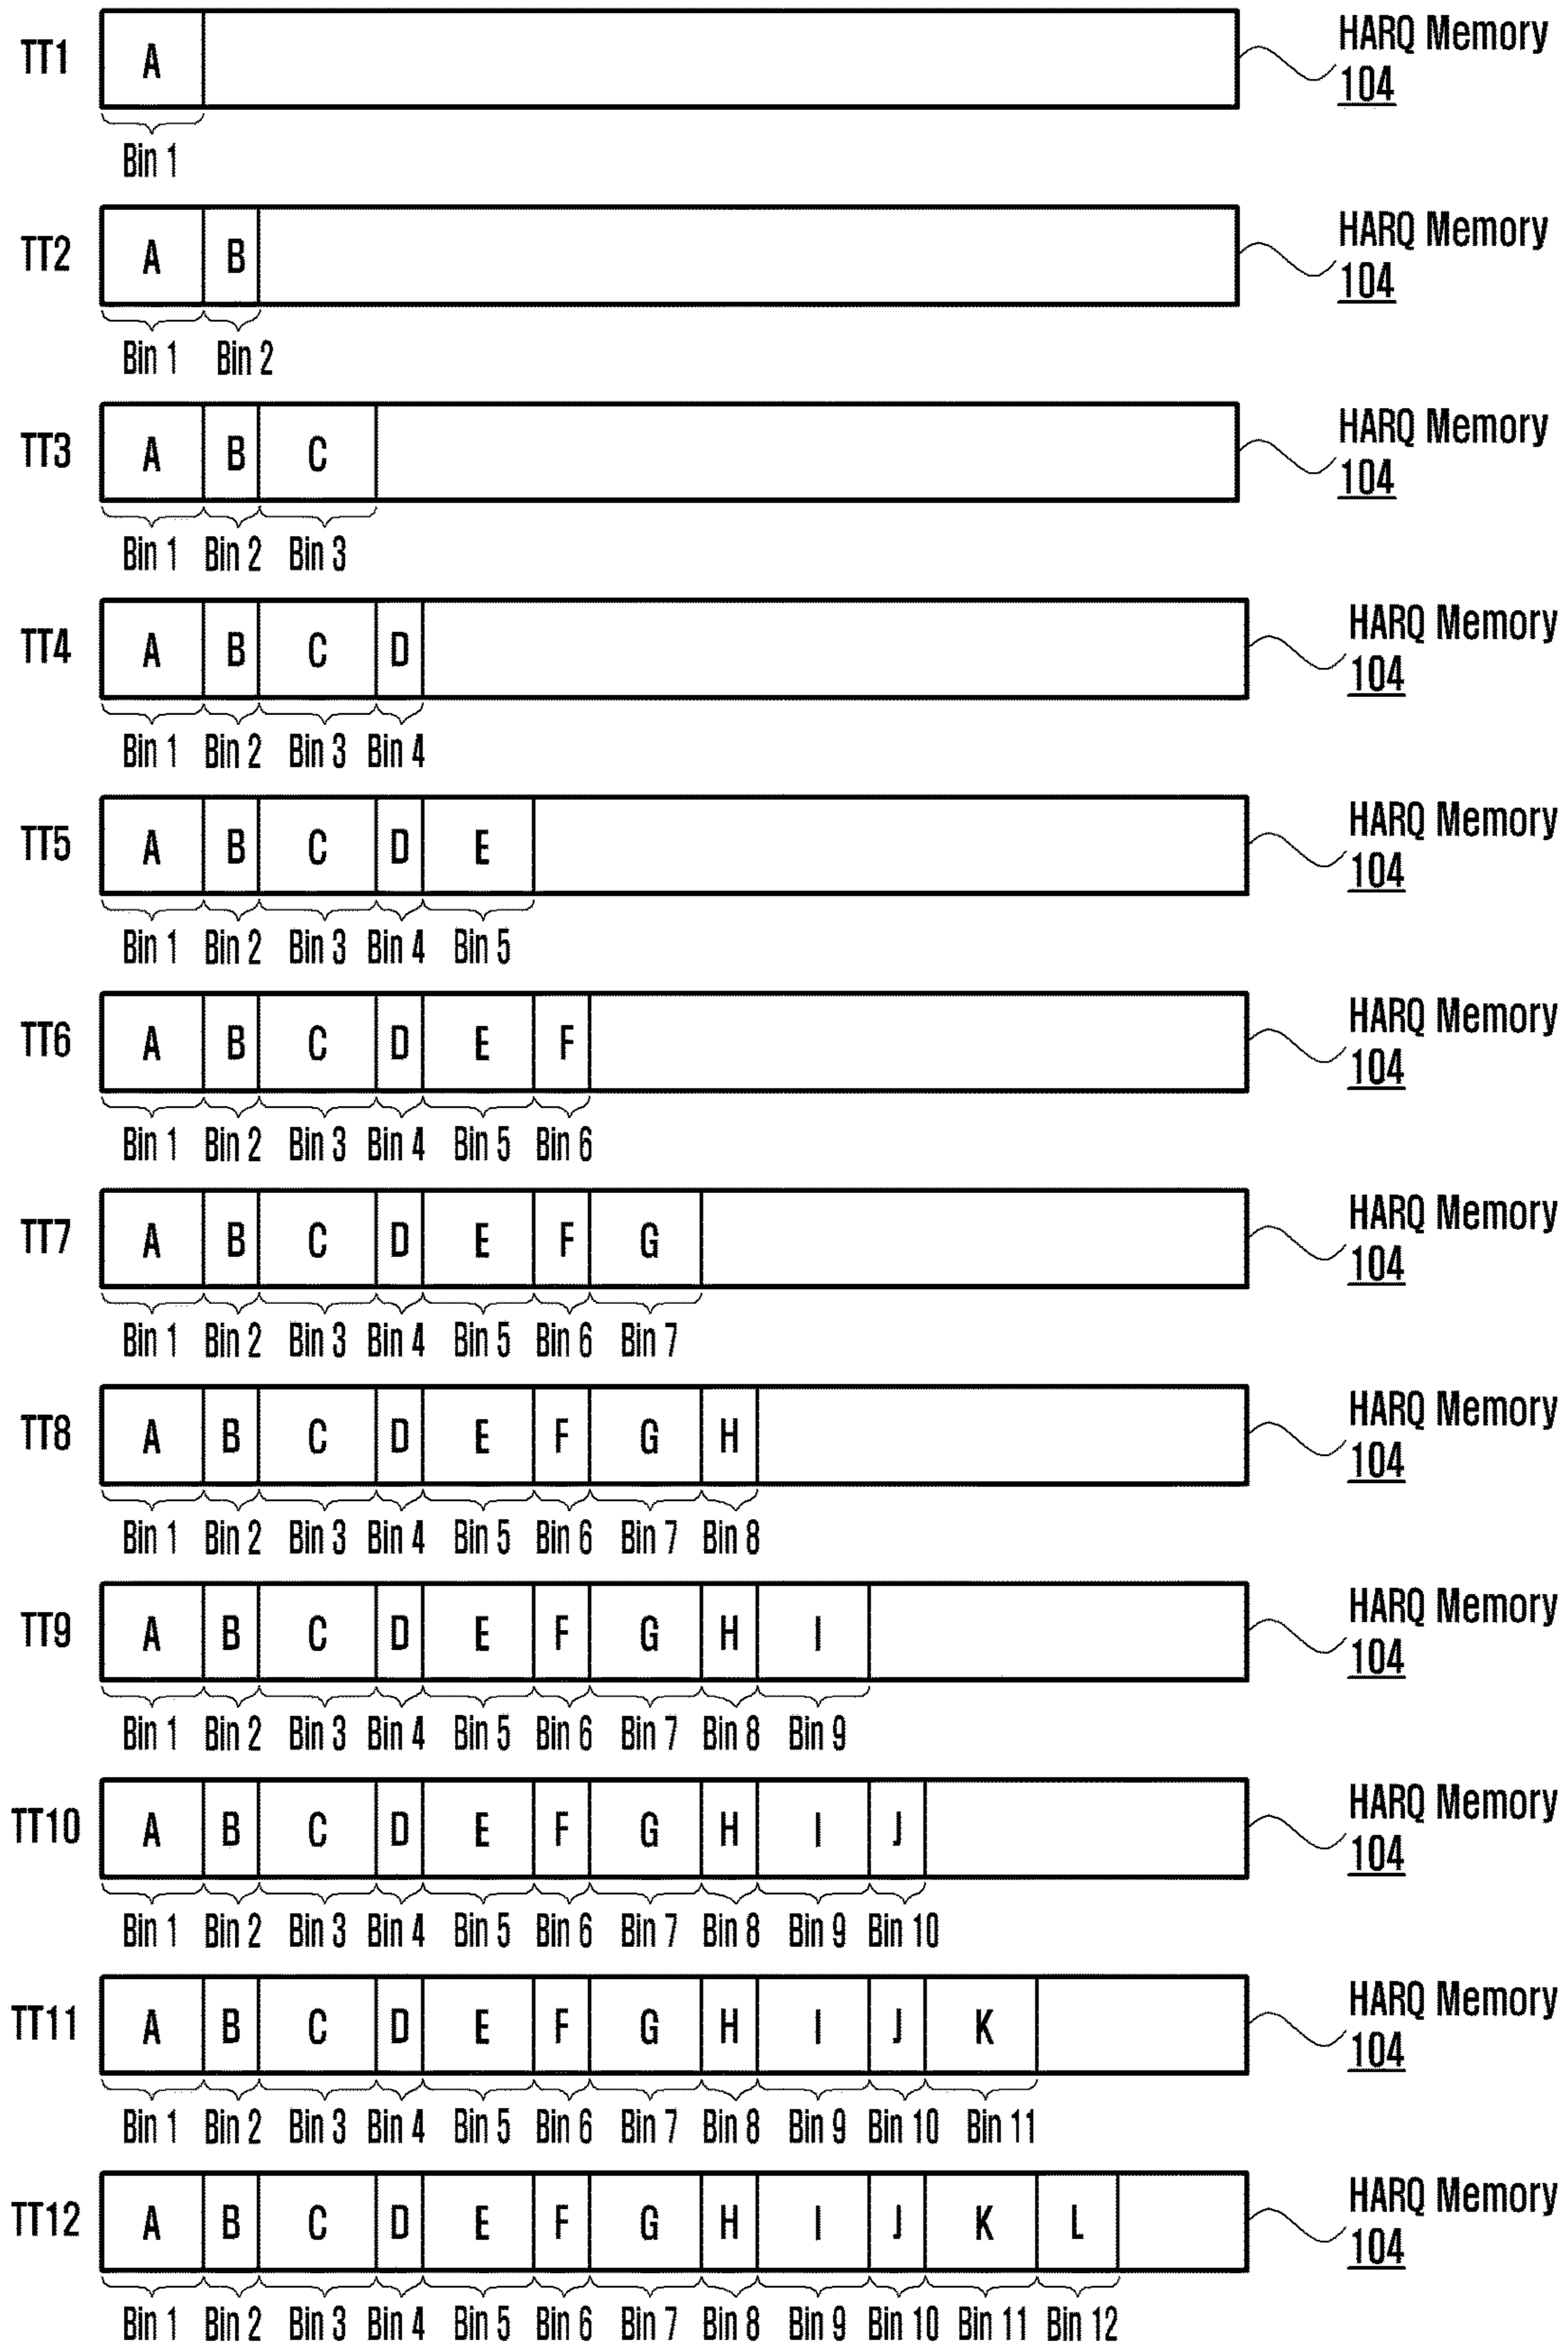 TT1 A HARQ Memory
104
Bin 1
TT2 A B HARQ Memory
104
Bin 1 Bin 2
TT3 A B C HARQ Memory
104
Bin 1 Bin 2 Bin 3
TT4 A B C D HARQ Memory
104
Bin 1 Bin 2 Bin 3 Bin 4
TT5 A B C D E HARQ Memory
104
Bin 1 Bin 2 Bin 3 Bin 4 Bin 5
TT6 A B C D E F HARQ Memory
104
Bin 1 Bin 2 Bin 3 Bin 4 Bin 5 Bin 6
TT7 A B C D E F G HARQ Memory
104
Bin 1 Bin 2 Bin 3 Bin 4 Bin 5 Bin 6 Bin 7
TT8 A B C D E F G H HARQ Memory
104
Bin 1 Bin 2 Bin 3 Bin 4 Bin 5 Bin 6 Bin 7 Bin 8
TT9 A B C D E F G H I HARQ Memory
104
Bin 1 Bin 2 Bin 3 Bin 4 Bin 5 Bin 6 Bin 7 Bin 8 Bin 9
TT10 A B C D E F G H I J HARQ Memory
104
Bin 1 Bin 2 Bin 3 Bin 4 Bin 5 Bin 6 Bin 7 Bin 8 Bin 9 Bin 10
TT11 A B C D E F G H I J K HARQ Memory
104
Bin 1 Bin 2 Bin 3 Bin 4 Bin 5 Bin 6 Bin 7 Bin 8 Bin 9 Bin 10 Bin 11
TT12 A B C D E F G H I J K L HARQ Memory
104
Bin 1 Bin 2 Bin 3 Bin 4 Bin 5 Bin 6 Bin 7 Bin 8 Bin 9 Bin 10 Bin 11 Bin 12